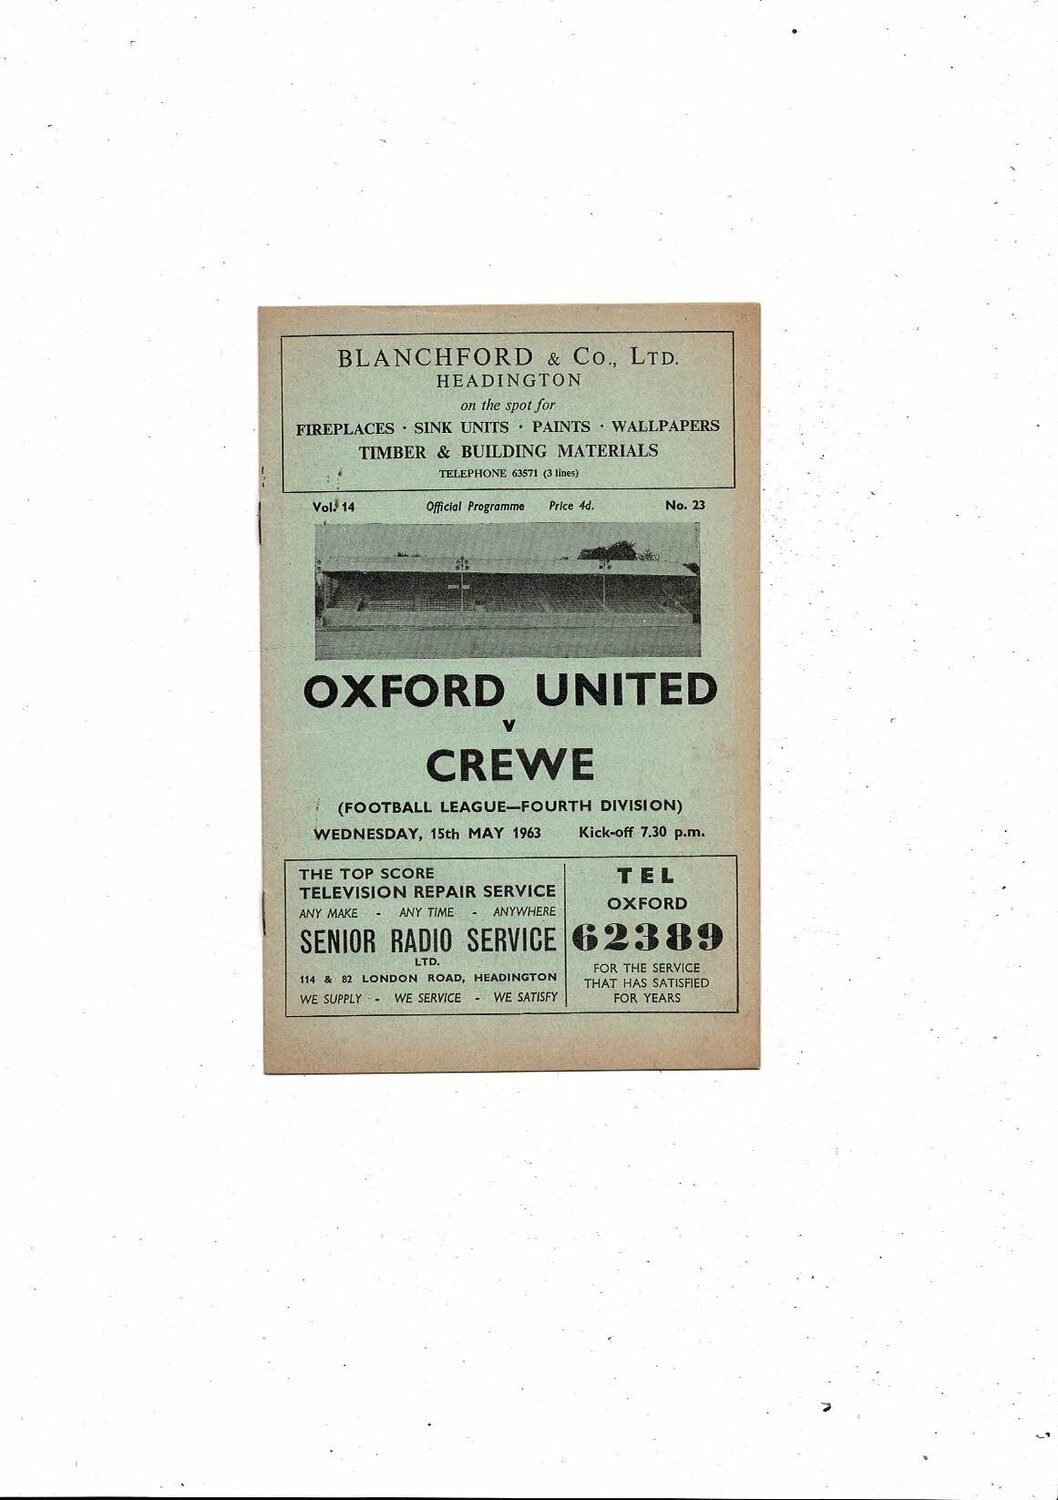 BLANCHFORD & Co., LTD.
HEADINGTON
on the spot for
FIREPLACES · SINK UNITS · PAINTS · WALLPAPERS
TIMBER & BUILDING MATERIALS
TELEPHONE 63571 (3 lines)
Vol. 14 Official Programme Price 4d. No. 23
OXFORD UNITED
v
CREWE
(FOOTBALL LEAGUE—FOURTH DIVISION)
WEDNESDAY, 15th MAY 1963 Kick-off 7.30 p.m.
THE TOP SCORE
TELEVISION REPAIR SERVICE
ANY MAKE - ANY TIME - ANYWHERE
SENIOR RADIO SERVICE
LTD.
114 & 82 LONDON ROAD, HEADINGTON
WE SUPPLY - WE SERVICE - WE SATISFY
TEL
OXFORD
62389
FOR THE SERVICE
THAT HAS SATISFIED
FOR YEARS